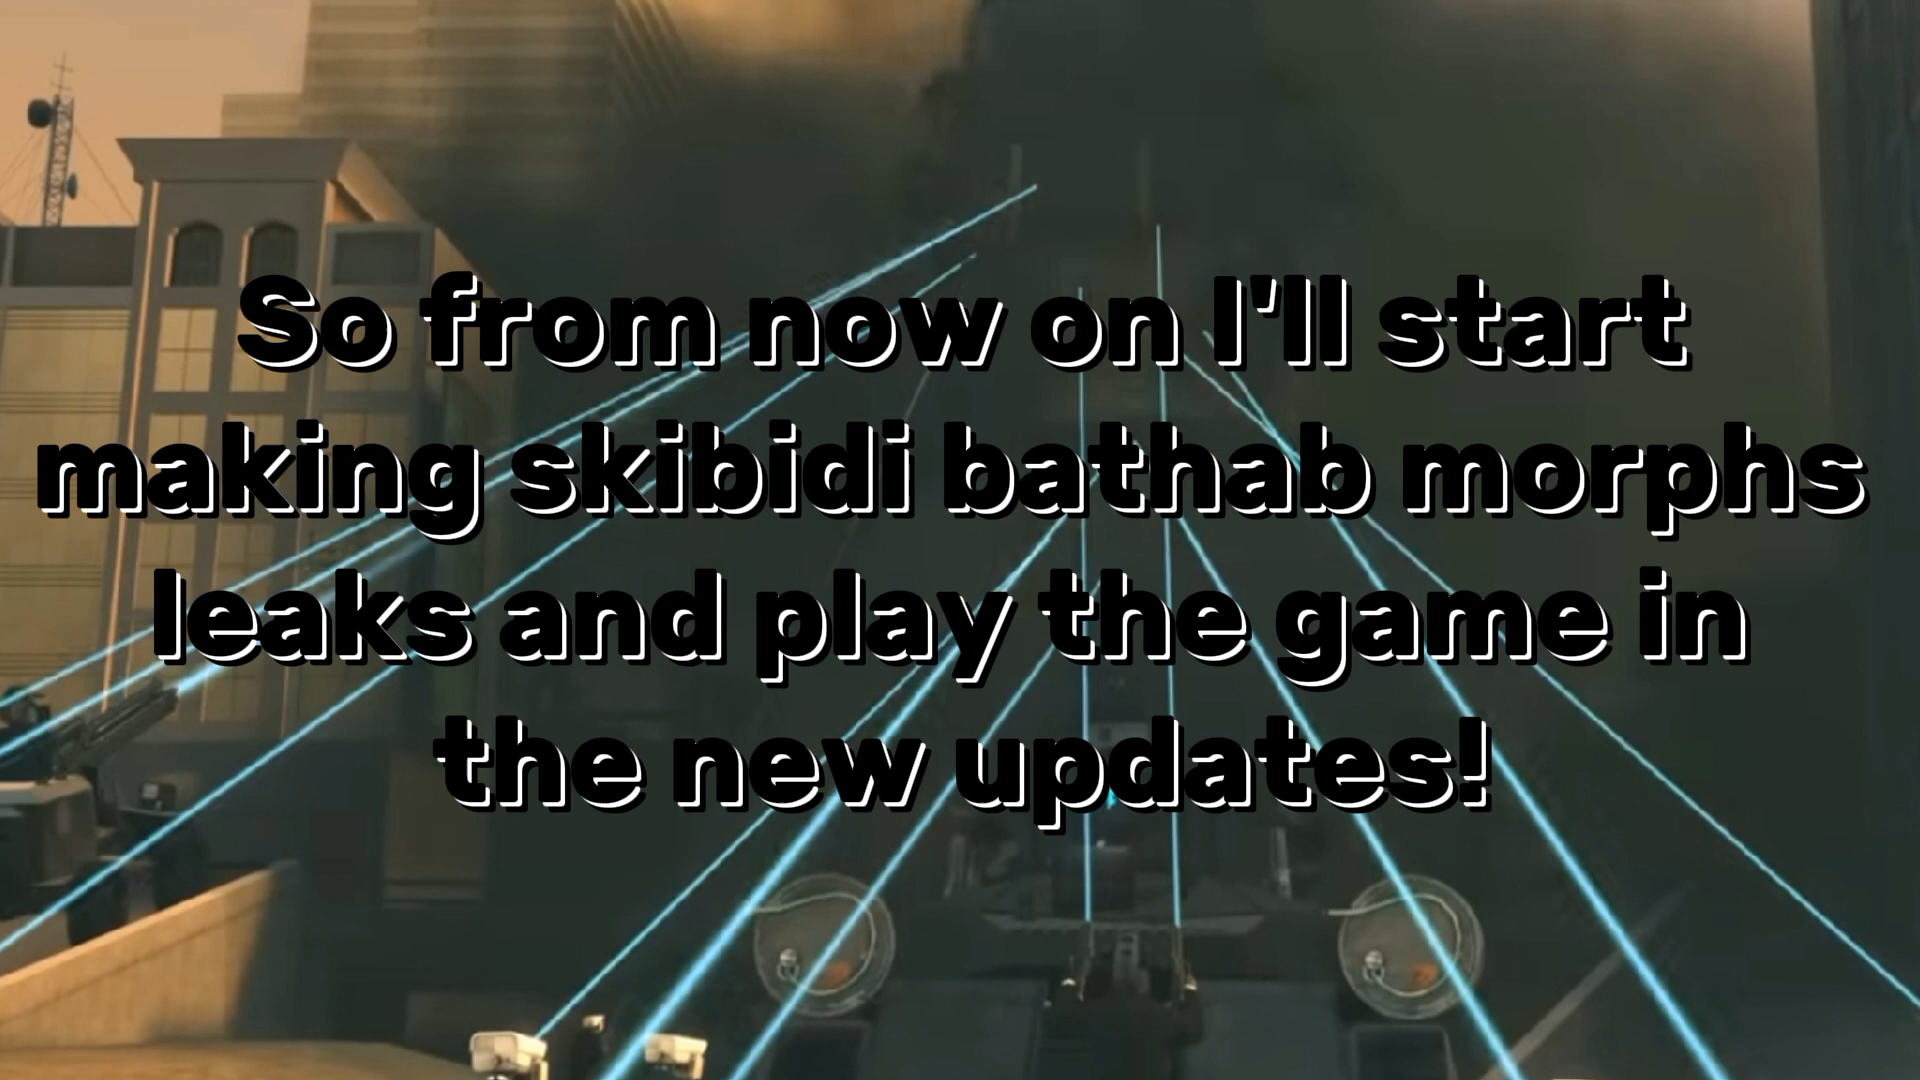 So from now on I'll start
making skibidi bathab morphs
leaks and play the game in
the new updates!